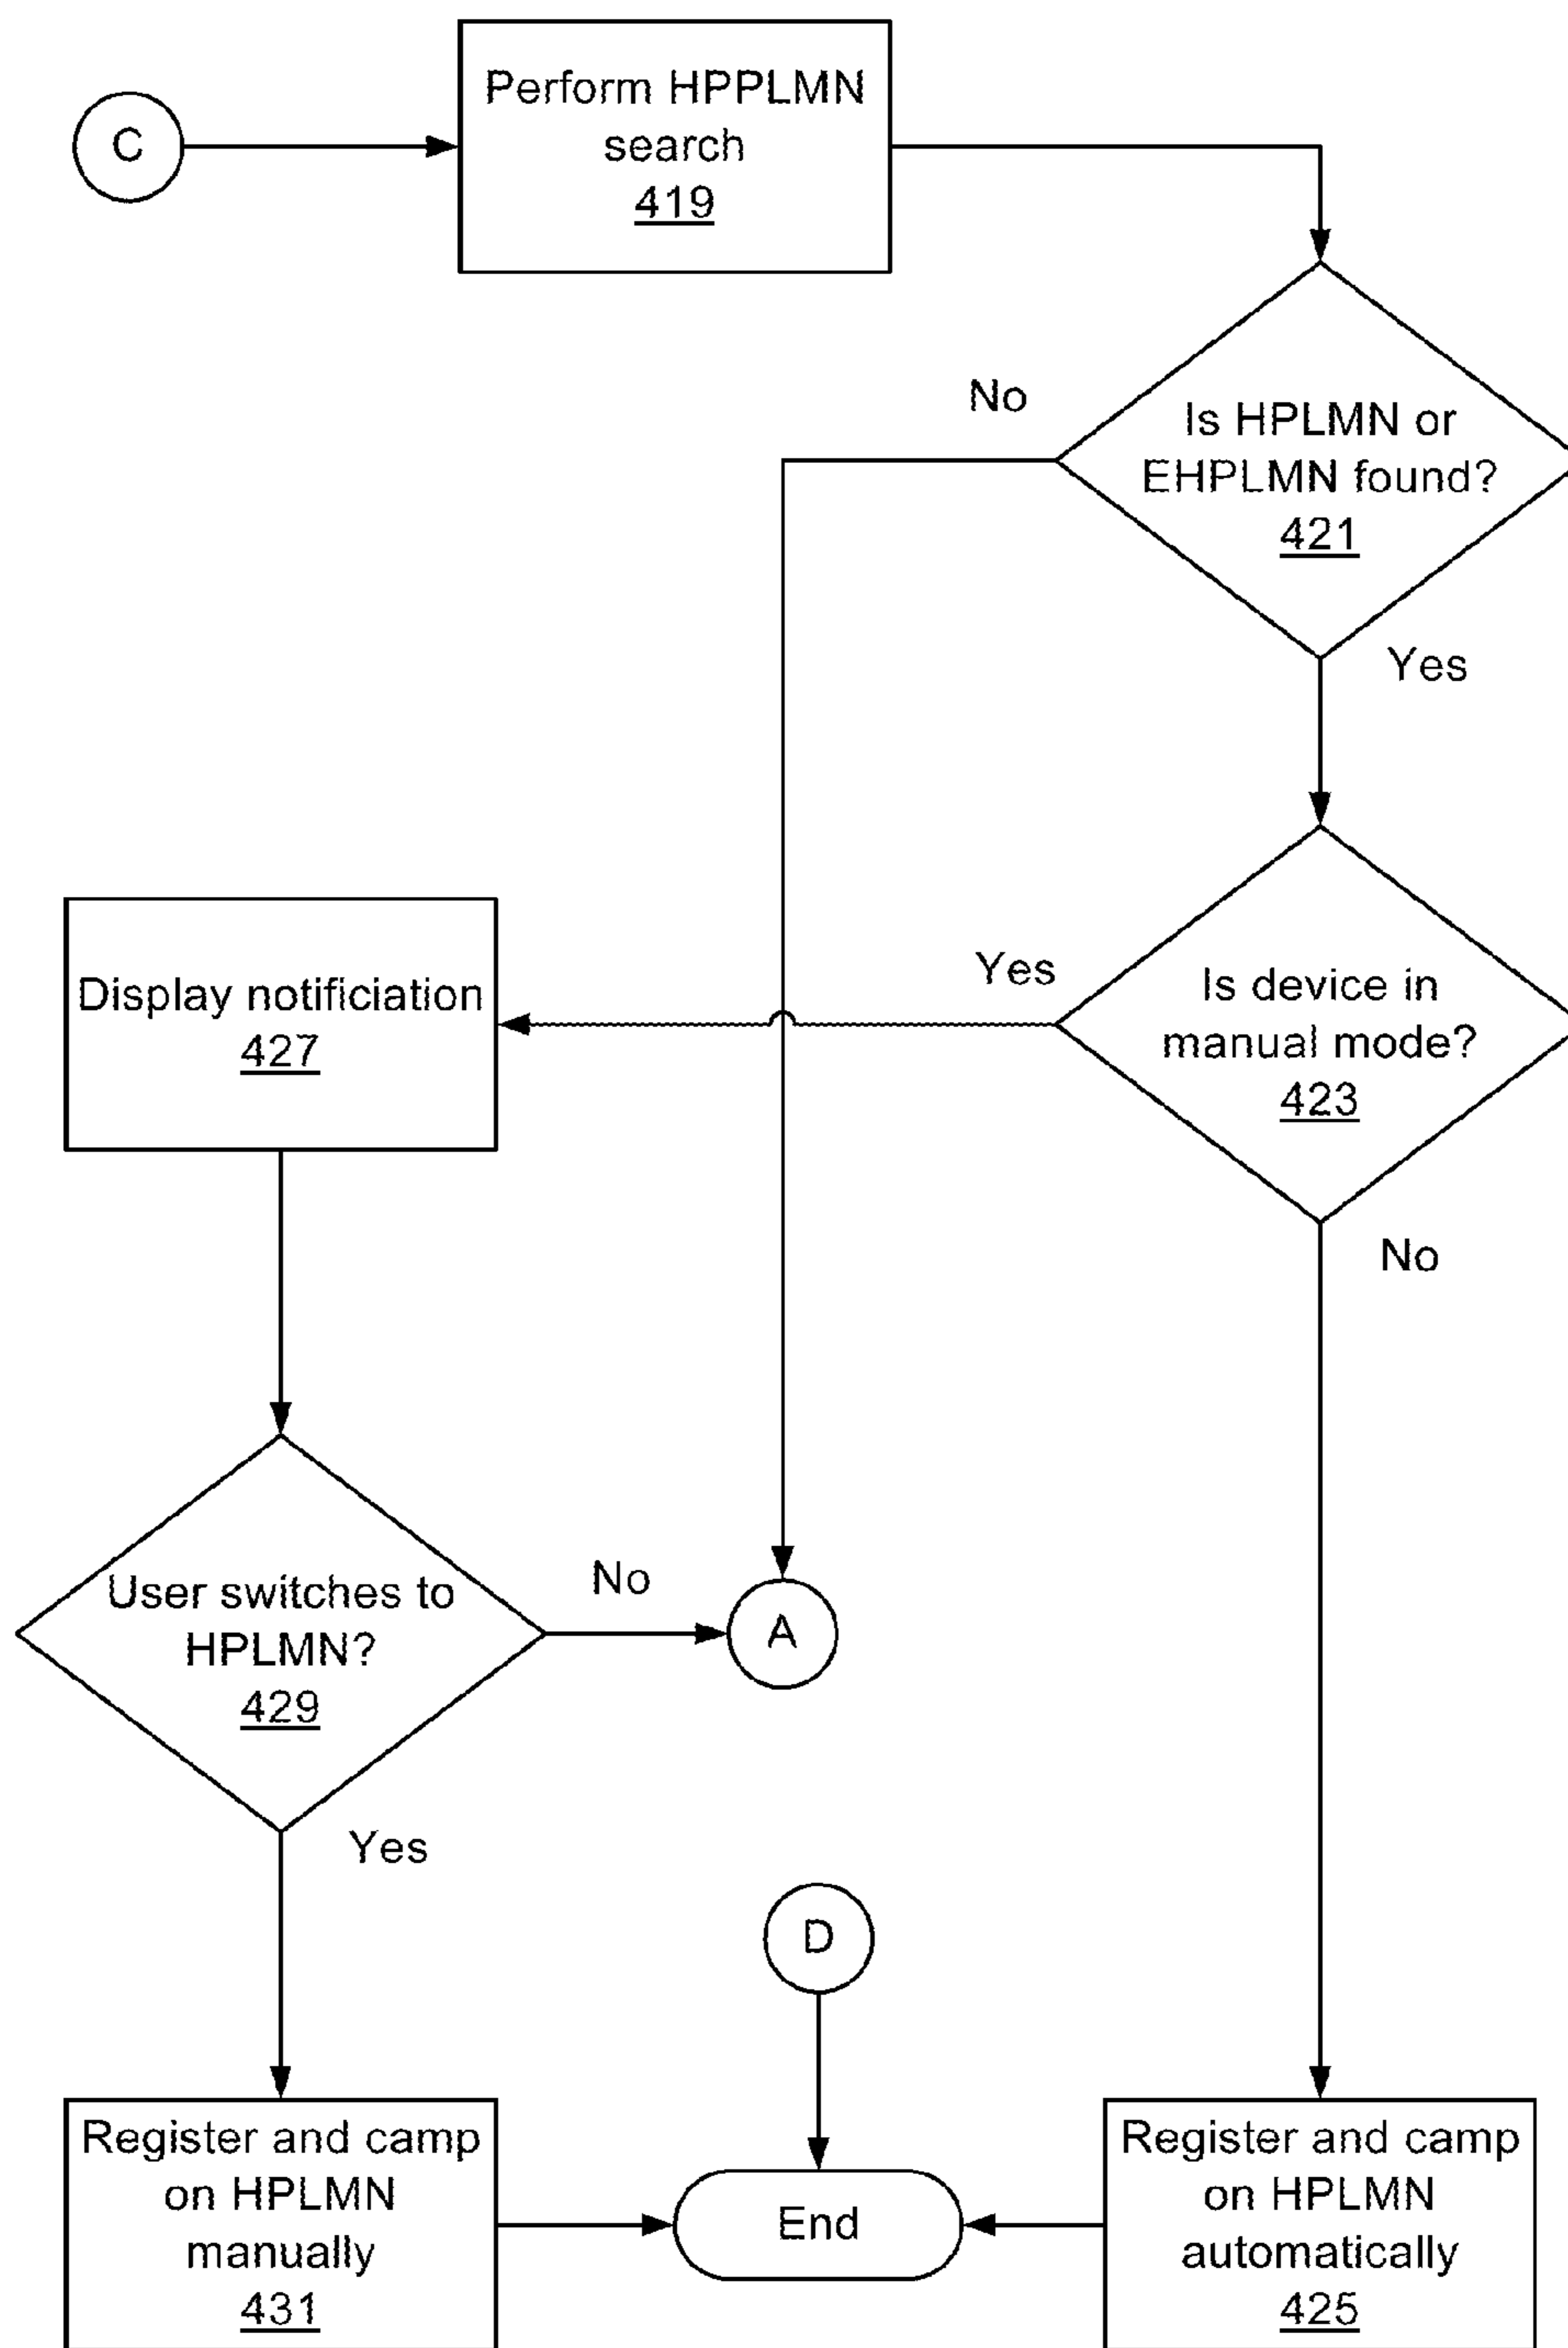 C
Perform HPPLMN
search
419
No
Is HPLMN or
EHPLMN found?
421
Yes
Display notificiation
427
Yes
Is device in
manual mode?
423
No
User switches to
HPLMN?
429
No
A
Yes
D
Register and camp
on HPLMN
manually
431
End
Register and camp
on HPLMN
automatically
425